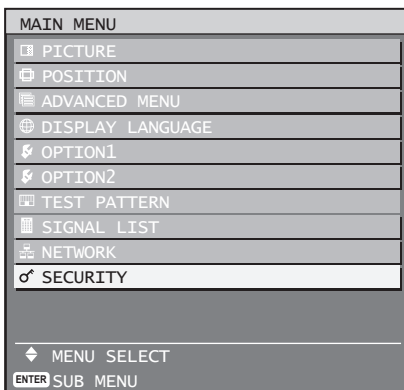 MAIN MENU
PICTURE
POSITION
ADVANCED MENU
DISPLAY LANGUAGE
OPTION1
OPTION2
TEST PATTERN
SIGNAL LIST
NETWORK
SECURITY
MENU SELECT
ENTER SUB MENU